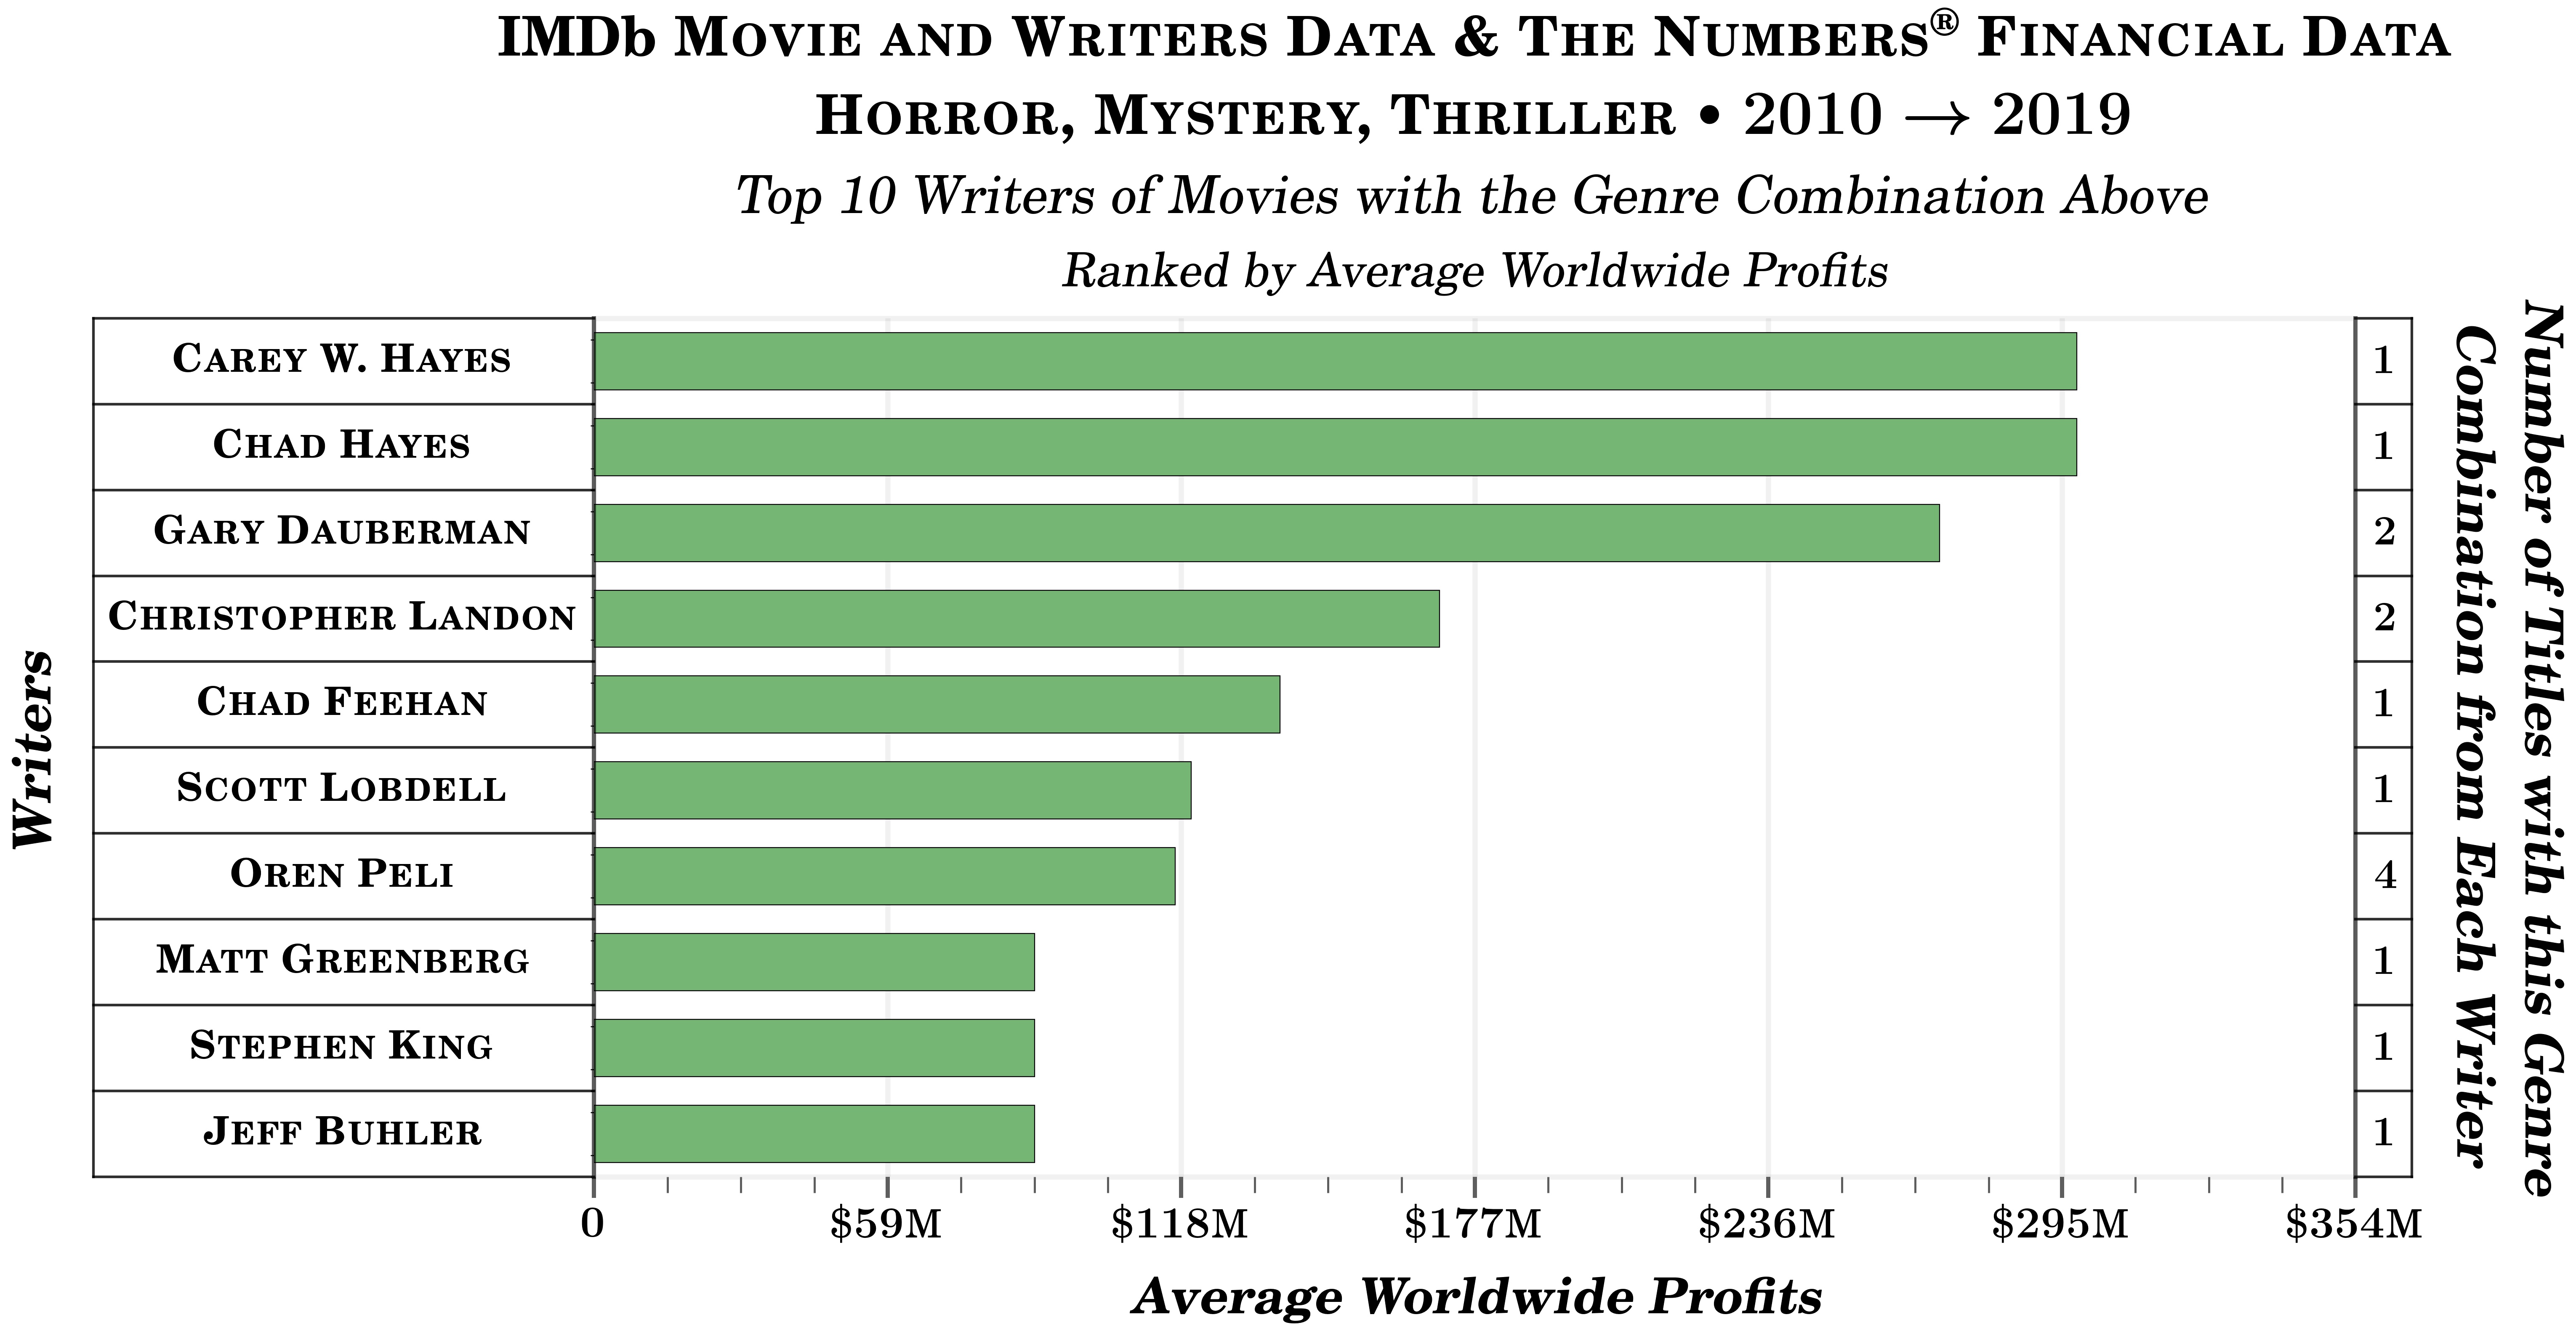 IMDb Movie and Writers Data & The Numbers® Financial Data
Horror, Mystery, Thriller • 2010 → 2019
Top 10 Writers of Movies with the Genre Combination Above
Ranked by Average Worldwide Profits
Writers
Carey W. Hayes
Chad Hayes
Gary Dauberman
Christopher Landon
Chad Feehan
Scott Lobdell
Oren Peli
Matt Greenberg
Stephen King
Jeff Buhler
1
1
2
2
1
1
4
1
1
1
Number of Titles with this Genre
Combination from Each Writer
0 $59M $118M $177M $236M $295M $354M
Average Worldwide Profits